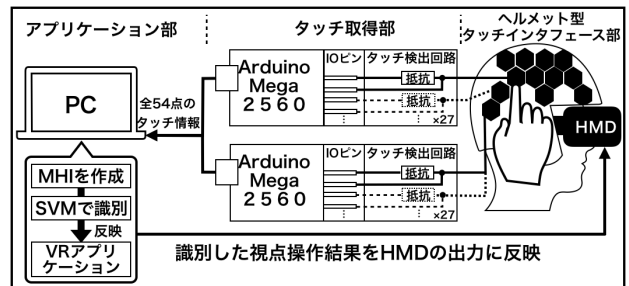 アプリケーション部
タッチ取得部
ヘルメット型
タッチインタフェース部
PC
全54点の
タッチ情報
Arduino
Mega
2560
IOピン
タッチ検出回路
抵抗
抵抗
×27
Arduino
Mega
2560
IOピン
タッチ検出回路
抵抗
抵抗
×27
HMD
MHIを作成
SVMで識別
反映
VRアプリ
ケーション
識別した視点操作結果をHMDの出力に反映